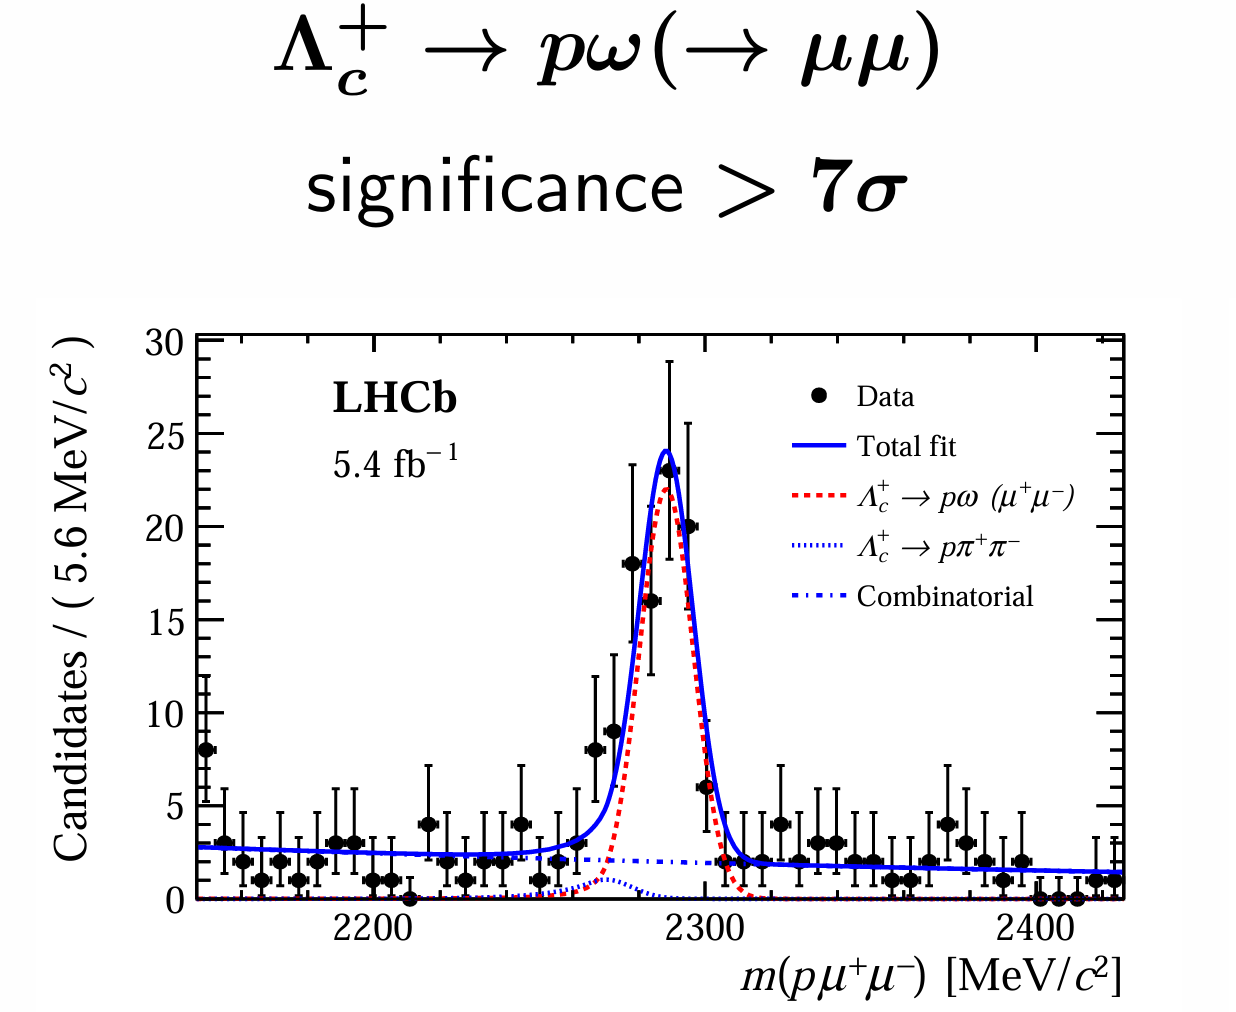 Λc+ → pω(→ μμ)
significance > 7σ
Candidates / ( 5.6 MeV/c2 )
30
25
20
15
10
5
0
LHCb
5.4 fb−1
Data
Total fit
Λc+ → pω (μ+μ−)
Λc+ → pπ+π−
Combinatorial
2200
2300
2400
m(pμ+μ−) [MeV/c2]